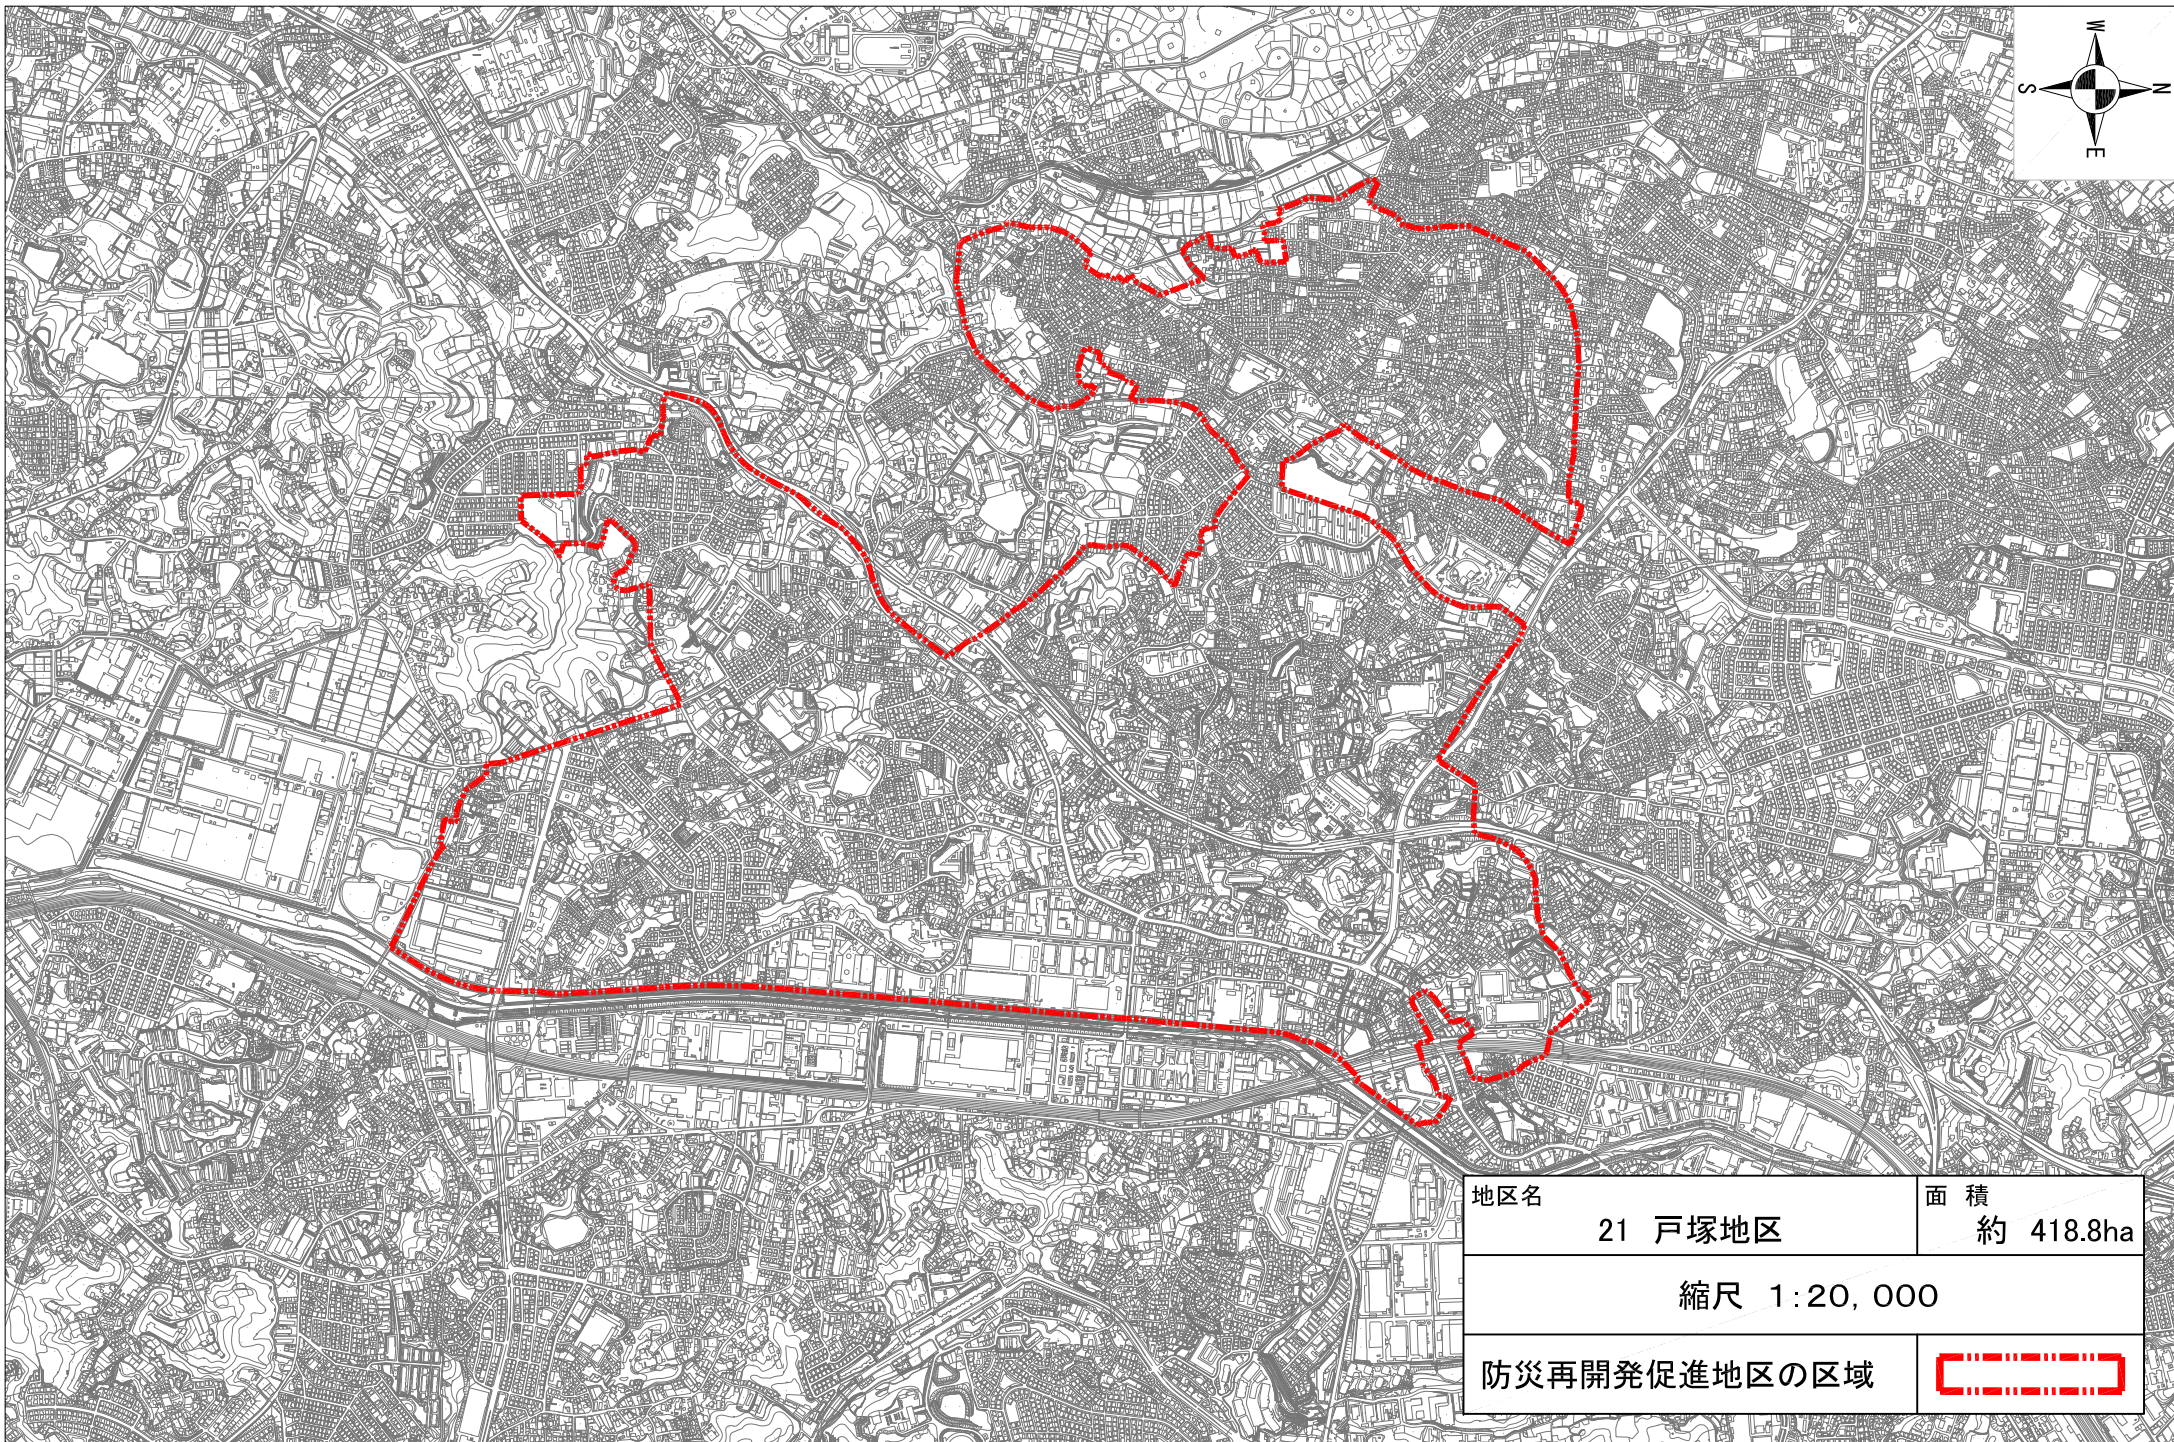 W
S N
E
地区名
21 戸塚地区
面 積
約 418.8ha
縮尺 1:20,000
防災再開発促進地区の区域